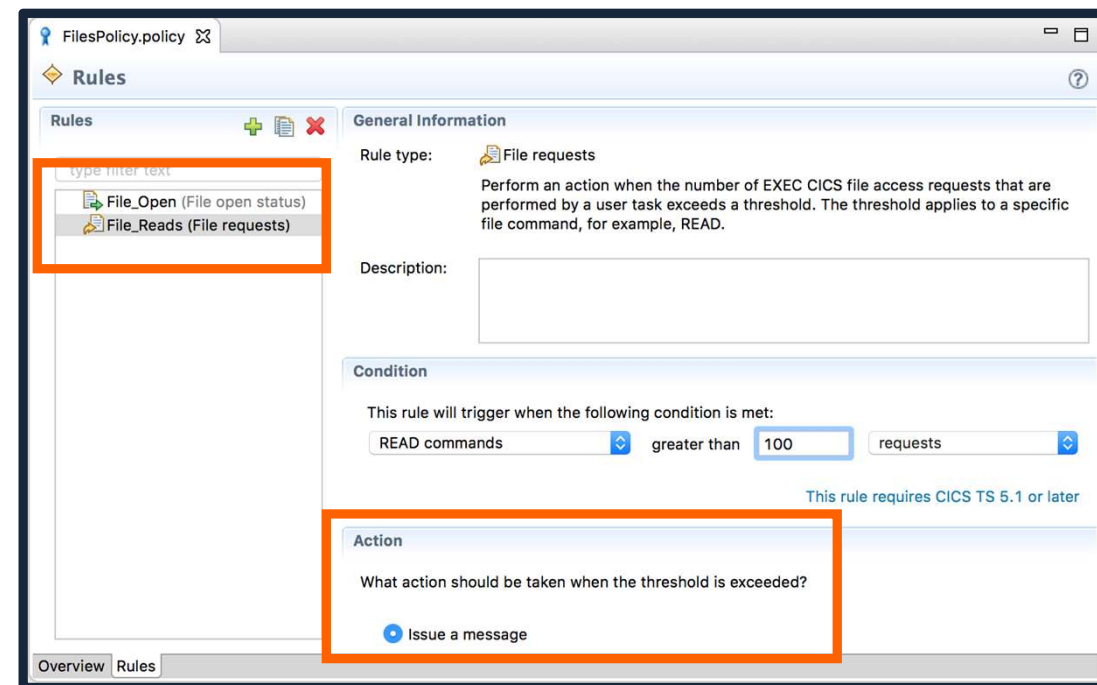 FilesPolicy.policy
Rules
Rules
General Information
type filter text
File_Open (File open status)
File_Reads (File requests)
Rule type:
File requests
Perform an action when the number of EXEC CICS file access requests that are
performed by a user task exceeds a threshold. The threshold applies to a specific
file command, for example, READ.
Description:
Condition
This rule will trigger when the following condition is met:
READ commands greater than 100 requests
This rule requires CICS TS 5.1 or later
Action
What action should be taken when the threshold is exceeded?
Issue a message
Overview Rules